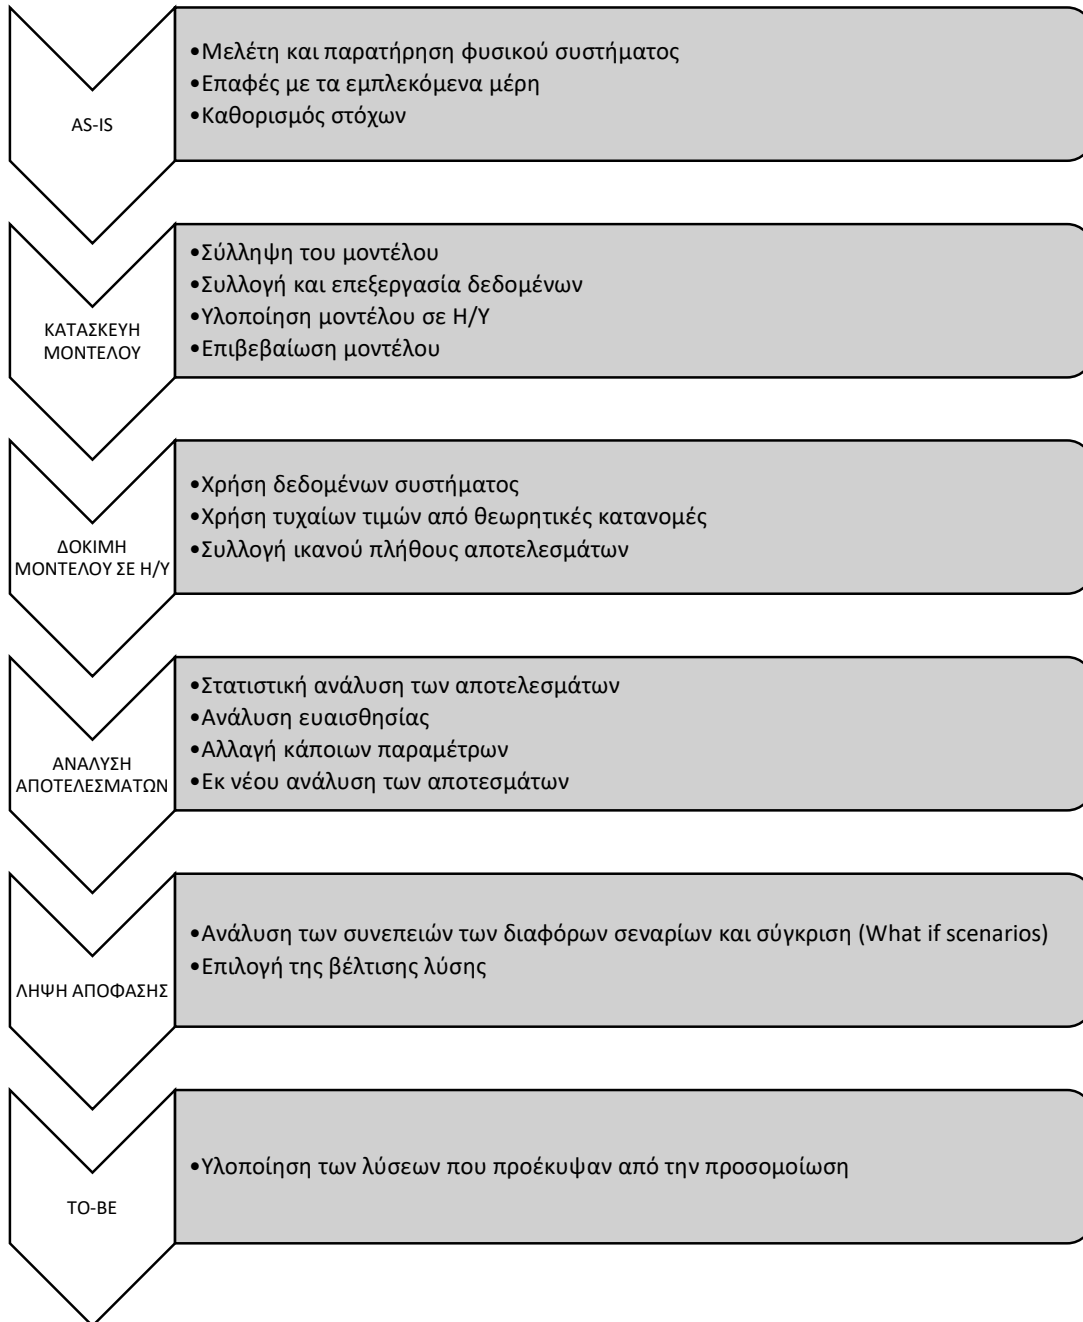 AS-IS
•Μελέτη και παρατήρηση φυσικού συστήματος
•Επαφές με τα εμπλεκόμενα μέρη
•Καθορισμός στόχων
ΚΑΤΑΣΚΕΥΗ
ΜΟΝΤΕΛΟΥ
•Σύλληψη του μοντέλου
•Συλλογή και επεξεργασία δεδομένων
•Υλοποίηση μοντέλου σε Η/Υ
•Επιβεβαίωση μοντέλου
ΔΟΚΙΜΗ
ΜΟΝΤΕΛΟΥ ΣΕ Η/Υ
•Χρήση δεδομένων συστήματος
•Χρήση τυχαίων τιμών από θεωρητικές κατανομές
•Συλλογή ικανού πλήθους αποτελεσμάτων
ΑΝΑΛΥΣΗ
ΑΠΟΤΕΛΕΣΜΑΤΩΝ
•Στατιστική ανάλυση των αποτελεσμάτων
•Ανάλυση ευαισθησίας
•Αλλαγή κάποιων παραμέτρων
•Εκ νέου ανάλυση των αποτεσμάτων
ΛΗΨΗ ΑΠΟΦΑΣΗΣ
•Ανάλυση των συνεπειών των διαφόρων σεναρίων και σύγκριση (What if scenarios)
•Επιλογή της βέλτισης λύσης
TO-BE
•Υλοποίηση των λύσεων που προέκυψαν από την προσομοίωση